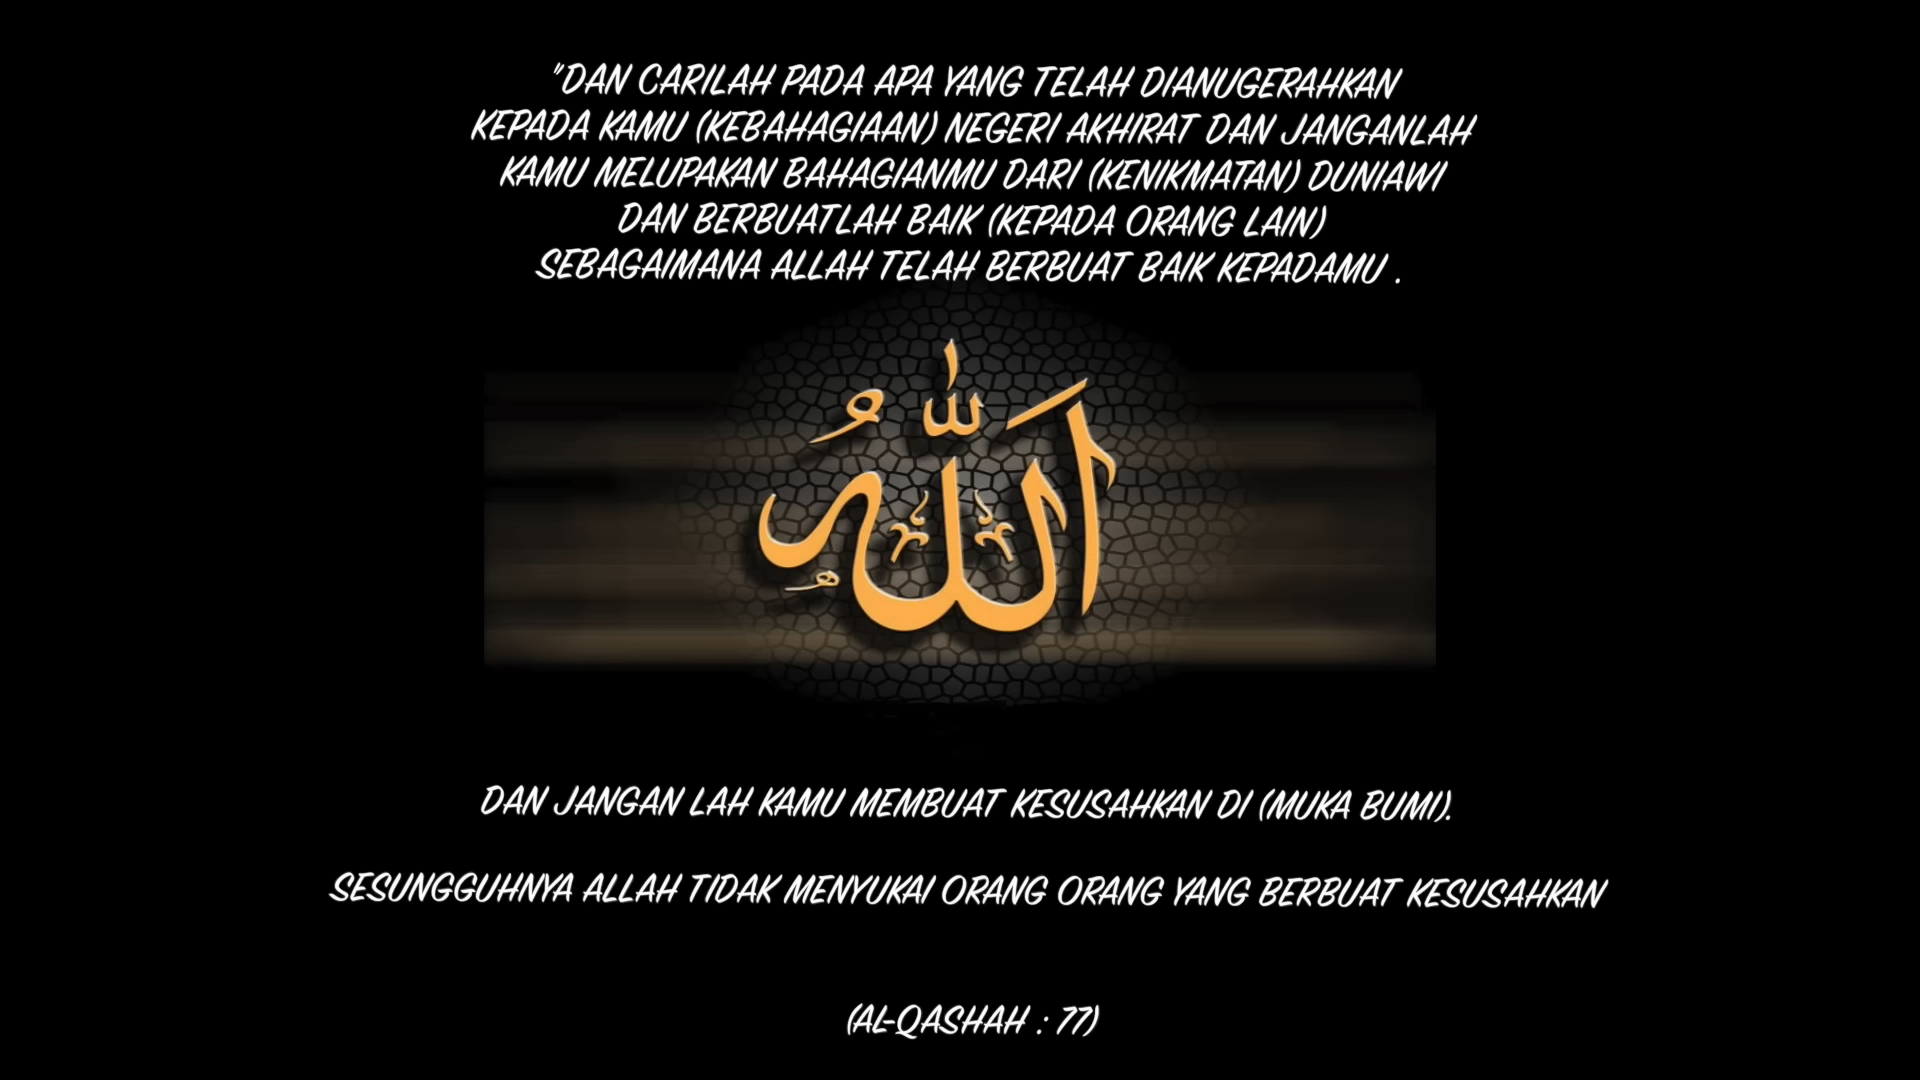 "DAN CARILAH PADA APA YANG TELAH DIANUGERAHKAN
KEPADA KAMU (KEBAHAGIAAN) NEGERI AKHIRAT DAN JANGANLAH
KAMU MELUPAKAN BAHAGIANMU DARI (KENIKMATAN) DUNIAWI
DAN BERBUATLAH BAIK (KEPADA ORANG LAIN)
SEBAGAIMANA ALLAH TELAH BERBUAT BAIK KEPADAMU .
اللّٰهُ
DAN JANGAN LAH KAMU MEMBUAT KESUSAHKAN DI (MUKA BUMI).
SESUNGGUHNYA ALLAH TIDAK MENYUKAI ORANG ORANG YANG BERBUAT KESUSAHKAN
(AL-QASHAH : 77)